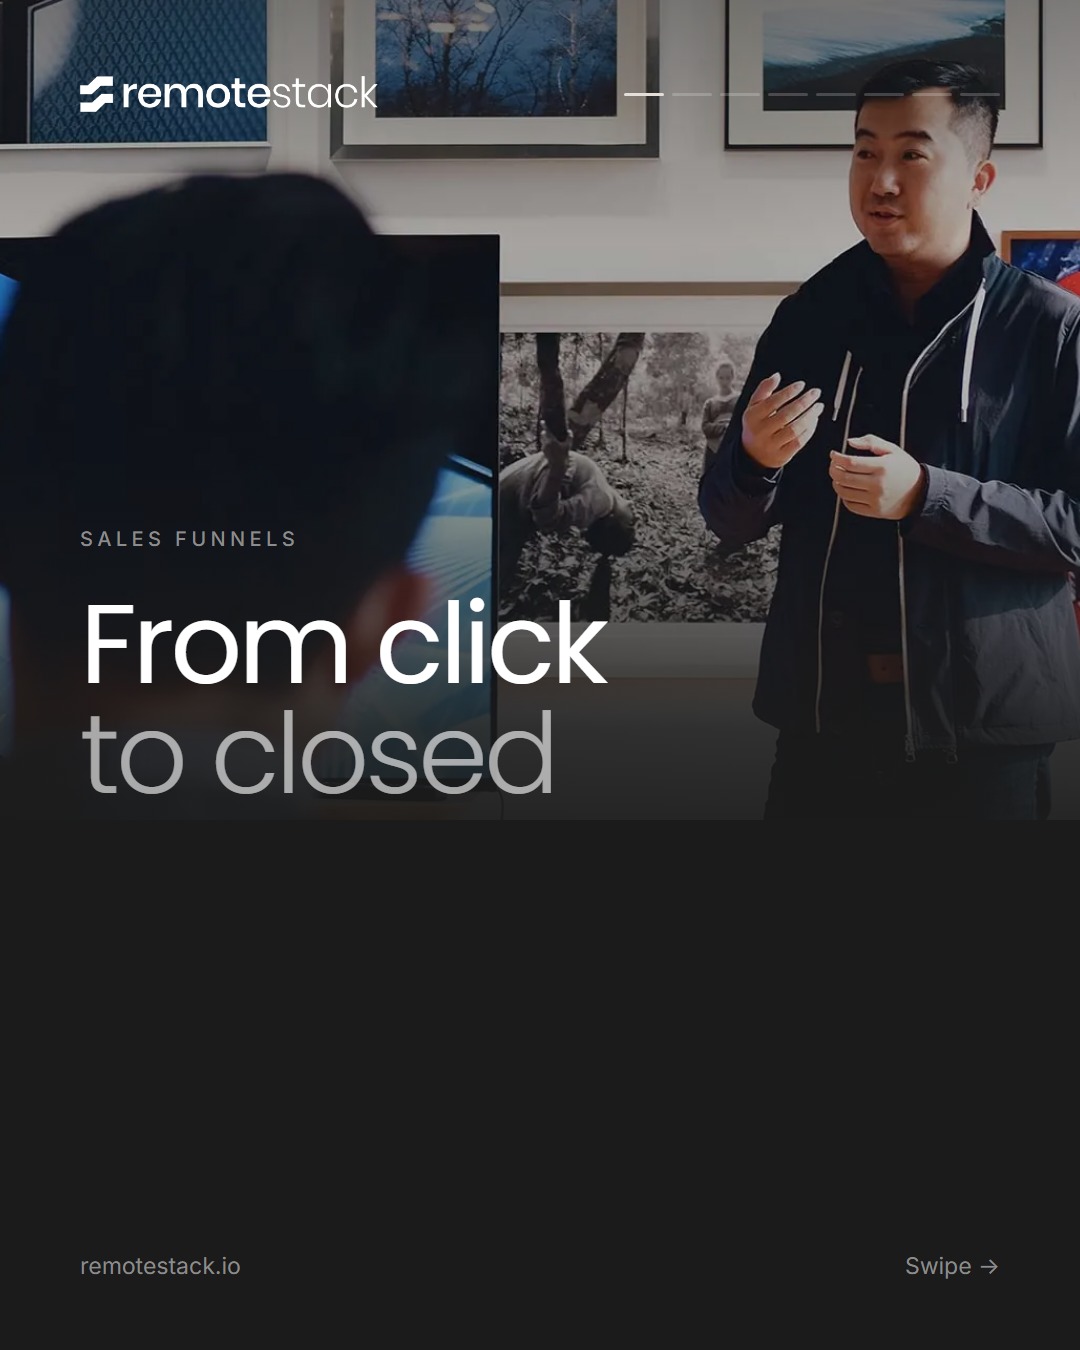 remotestack
SALES FUNNELS
From click
to closed
remotestack.io
Swipe →